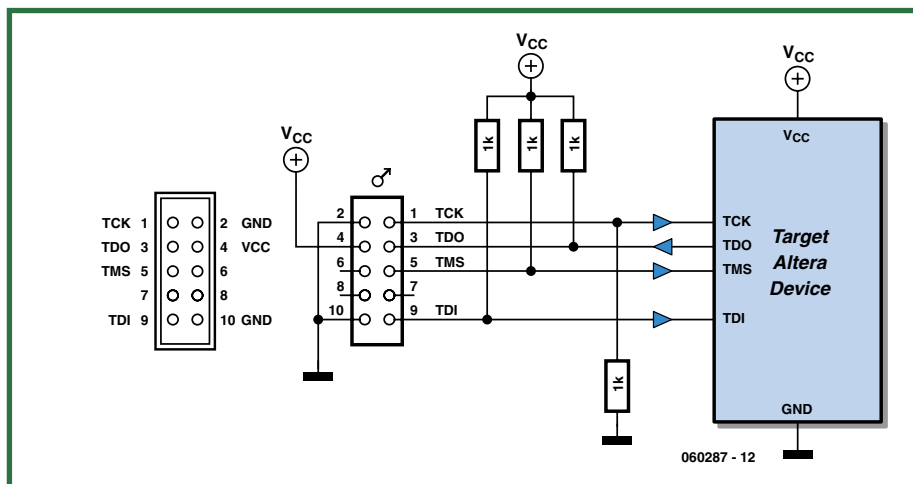 VCC
VCC
VCC
VCC
1k
1k
1k
TCK 1
2 GND
TDO 3
4 VCC
TMS 5
6
7
8
TDI 9
10 GND
2
1 TCK
4
3 TDO
6
5 TMS
8
7
10
9 TDI
1k
TCK
TDO
TMS
TDI
Target
Altera
Device
GND
060287 - 12